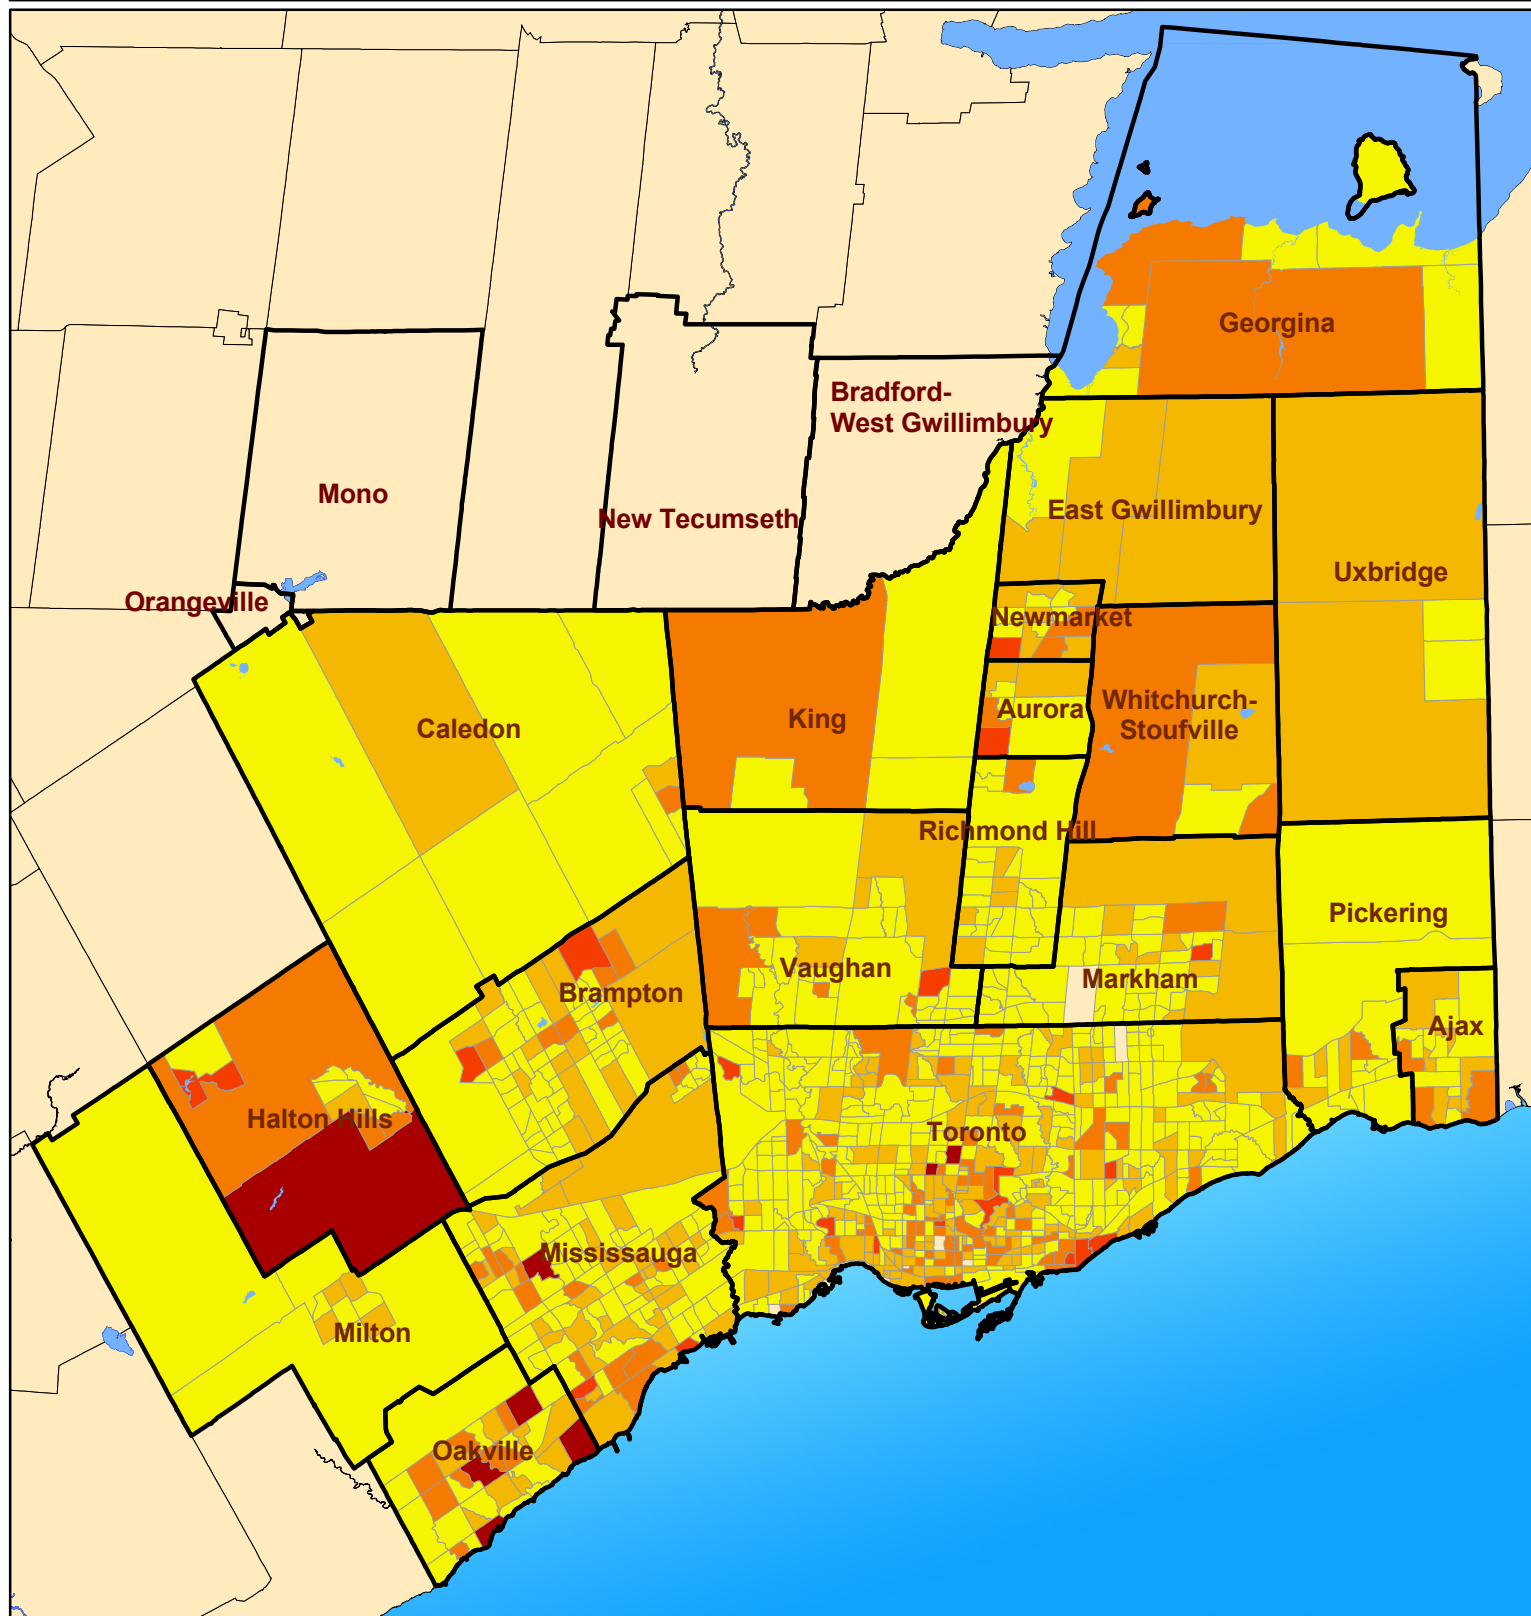 Georgina
Bradford-
West Gwillimbury
Mono
New Tecumseth
East Gwillimbury
Uxbridge
Orangeville
Newmarket
Caledon
King
Aurora
Whitchurch-
Stoufville
Richmond Hill
Pickering
Vaughan
Markham
Brampton
Ajax
Halton Hills
Toronto
Mississauga
Milton
Oakville